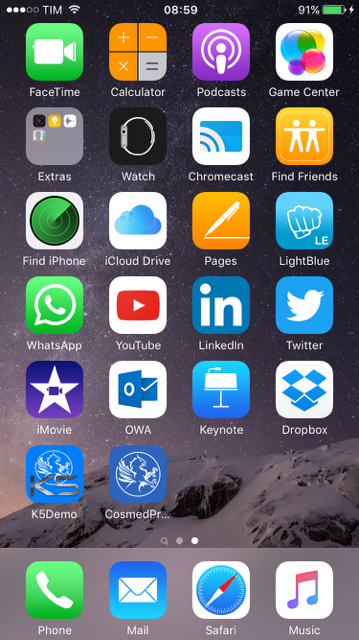 TIM 08:59 91%
FaceTime Calculator Podcasts Game Center
Extras Watch Chromecast Find Friends
LE
Find iPhone iCloud Drive Pages LightBlue
in
WhatsApp YouTube LinkedIn Twitter
O
iMovie OWA Keynote Dropbox
K5
K5Demo CosmedPr...
Phone Mail Safari Music